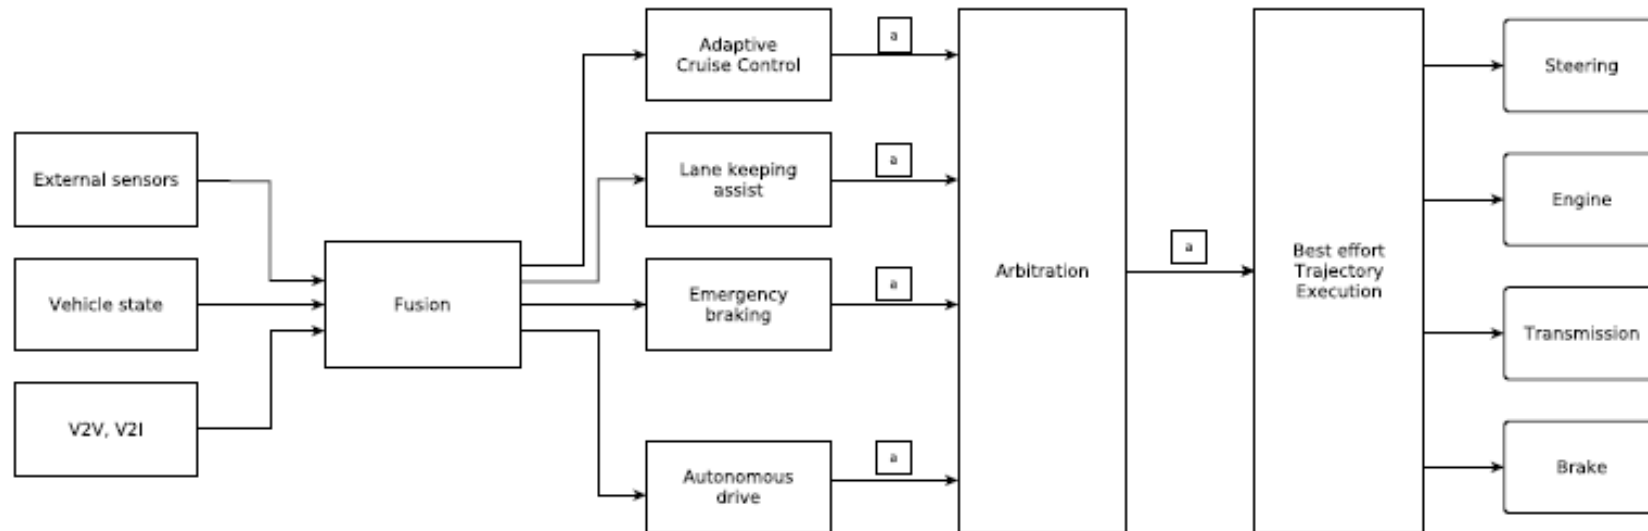 External sensors
Vehicle state
V2V, V2I
Fusion
Adaptive
Cruise Control
Lane keeping
assist
Emergency
braking
Autonomous
drive
a
a
a
a
Arbitration
a
Best effort
Trajectory
Execution
Steering
Engine
Transmission
Brake